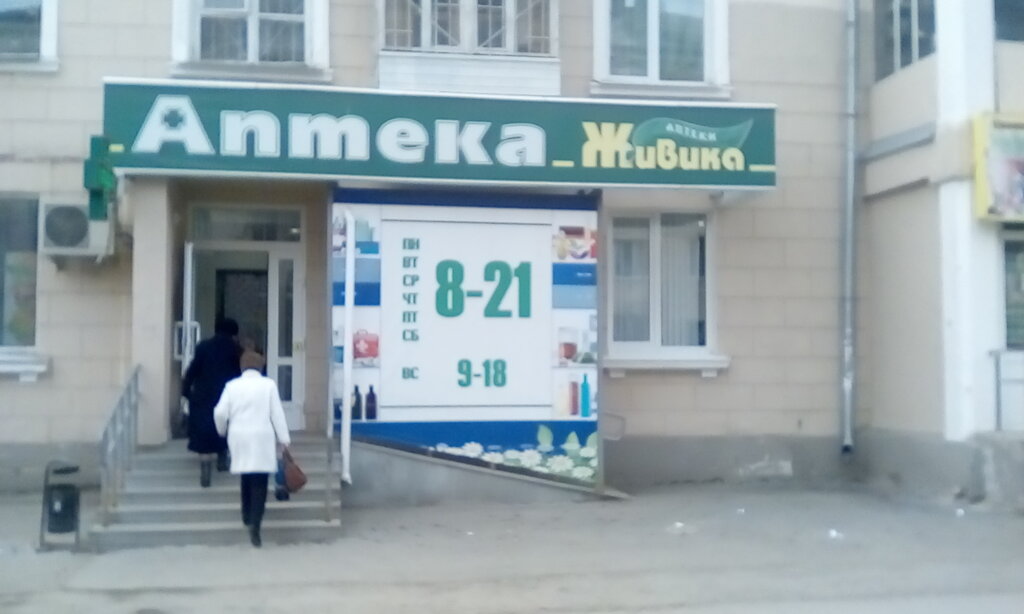 Аптека
АПТЕКИ
Живика
ПН
ВТ
СР
ЧТ
ПТ
СБ
8-21
ВС
9-18